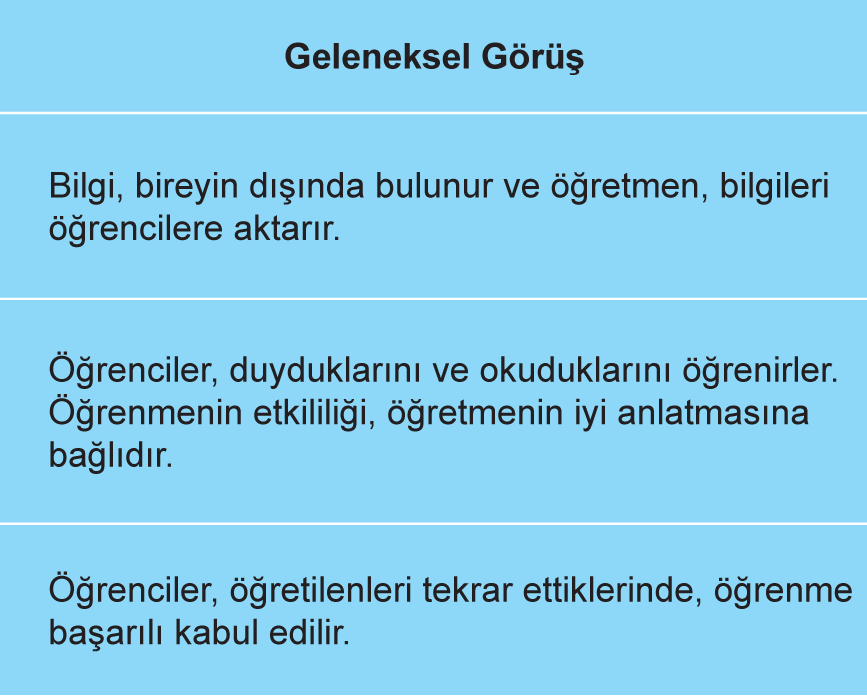 Geleneksel Görüş
Bilgi, bireyin dışında bulunur ve öğretmen, bilgileri
öğrencilere aktarır.
Öğrenciler, duyduklarını ve okuduklarını öğrenirler.
Öğrenmenin etkililiği, öğretmenin iyi anlatmasına
bağlıdır.
Öğrenciler, öğretilenleri tekrar ettiklerinde, öğrenme
başarılı kabul edilir.